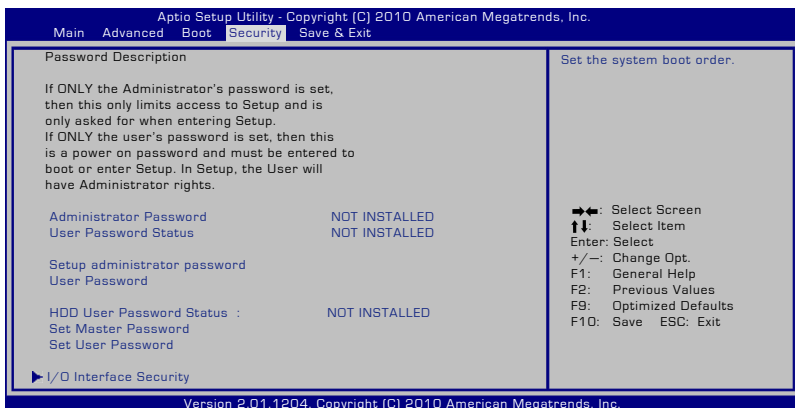 Aptio Setup Utility - Copyright (C) 2010 American Megatrends, Inc.
Main Advanced Boot Security Save & Exit
Password Description
If ONLY the Administrator's password is set,
then this only limits access to Setup and is
only asked for when entering Setup.
If ONLY the user's password is set, then this
is a power on password and must be entered to
boot or enter Setup. In Setup, the User will
have Administrator rights.
Administrator Password NOT INSTALLED
User Password Status NOT INSTALLED
Setup administrator password
User Password
HDD User Password Status : NOT INSTALLED
Set Master Password
Set User Password
I/O Interface Security
Set the system boot order.
→←: Select Screen
↑↓: Select Item
Enter: Select
+/−: Change Opt.
F1: General Help
F2: Previous Values
F9: Optimized Defaults
F10: Save ESC: Exit
Version 2.01.1204. Copyright (C) 2010 American Megatrends, Inc.